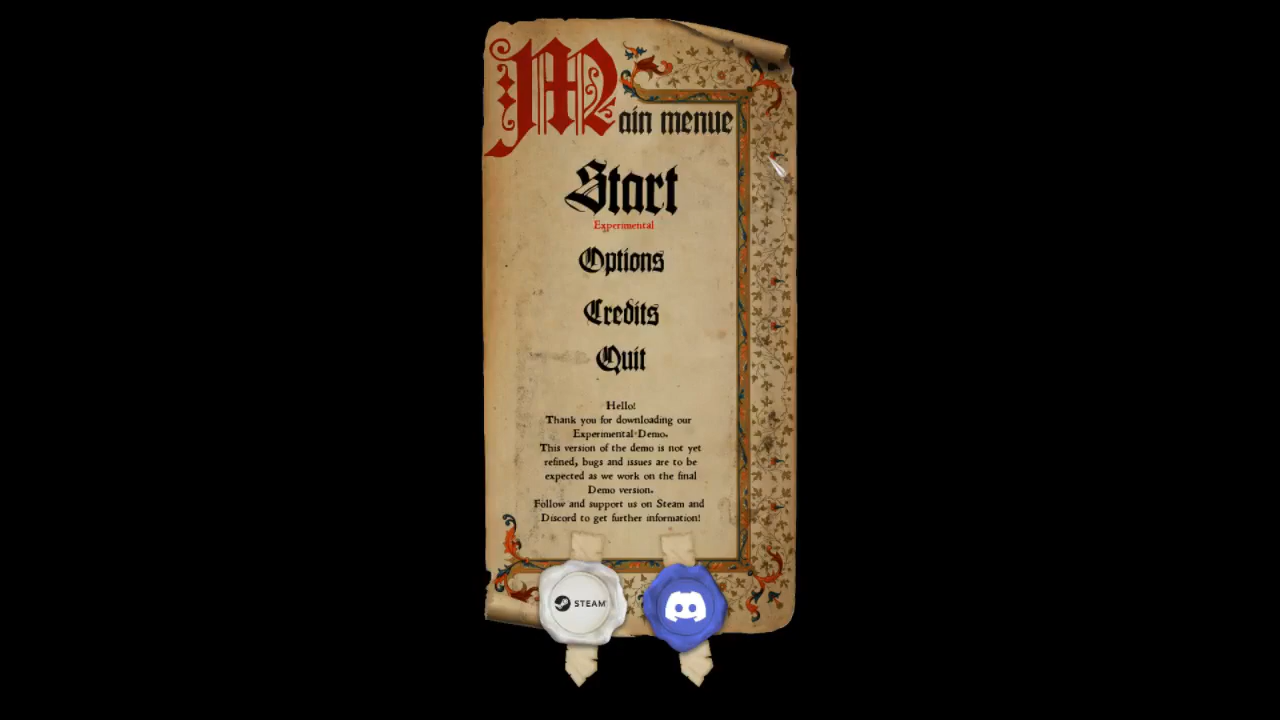 Main menue
Start
Experimental
Options
Credits
Quit
Hello!
Thank you for downloading our
Experimental Demo.
This version of the demo is not yet
refined, bugs and issues are to be
expected as we work on the final
Demo version.
Follow and support us on Steam and
Discord to get further information!
STEAM